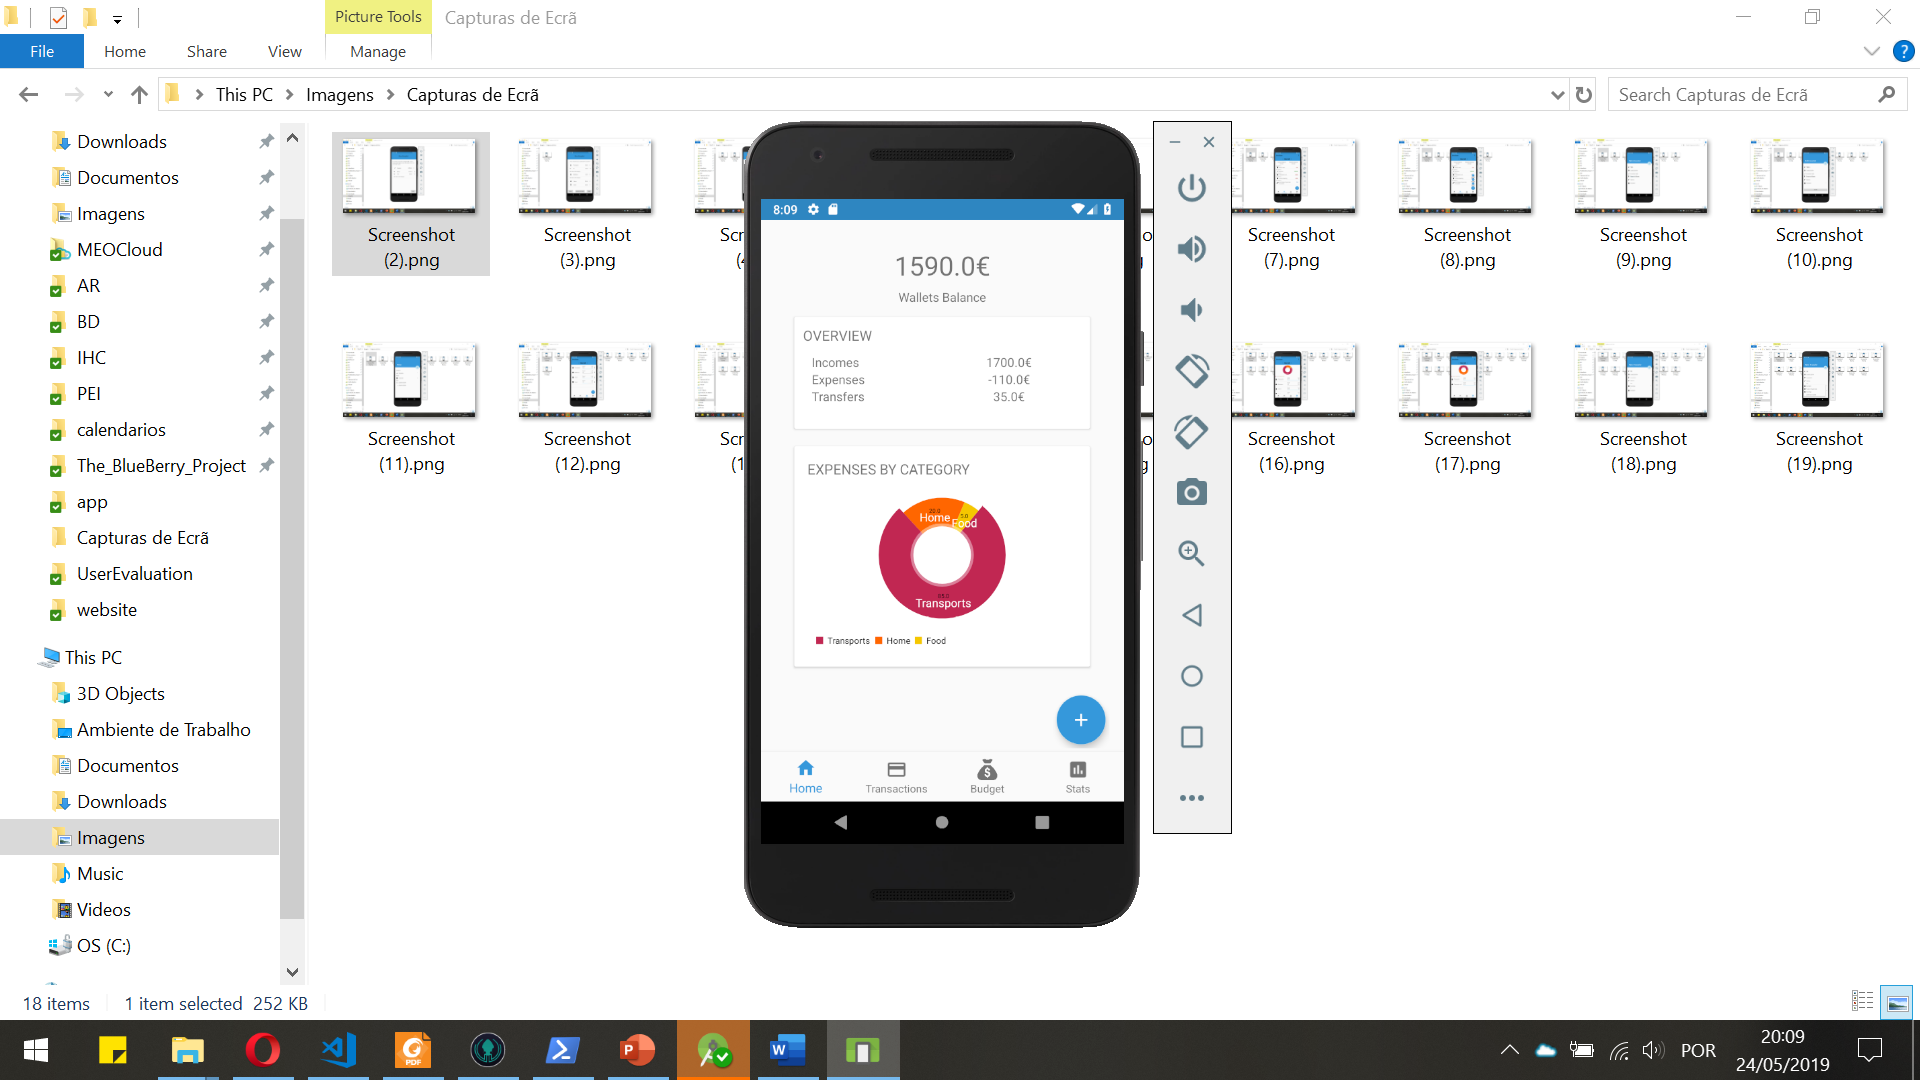 Picture Tools
Capturas de Ecrã
File
Home
Share
View
Manage
This PC
Imagens
Capturas de Ecrã
Search Capturas de Ecrã
Downloads
Documentos
Imagens
MEOCloud
AR
BD
IHC
PEI
calendarios
The_BlueBerry_Project
app
Capturas de Ecrã
UserEvaluation
website
This PC
3D Objects
Ambiente de Trabalho
Documentos
Downloads
Imagens
Music
Videos
OS (C:)
Screenshot
(2).png
Screenshot
(3).png
Screenshot
(7).png
Screenshot
(8).png
Screenshot
(9).png
Screenshot
(10).png
Screenshot
(11).png
Screenshot
(12).png
Screenshot
(16).png
Screenshot
(17).png
Screenshot
(18).png
Screenshot
(19).png
8:09
1590.0€
Wallets Balance
OVERVIEW
Incomes 1700.0€
Expenses -110.0€
Transfers 35.0€
EXPENSES BY CATEGORY
20.0
5.0
Home
Food
Transports
Transports Home Food
Home
Transactions
Budget
Stats
18 items 1 item selected 252 KB
PDF
POR
20:09
24/05/2019